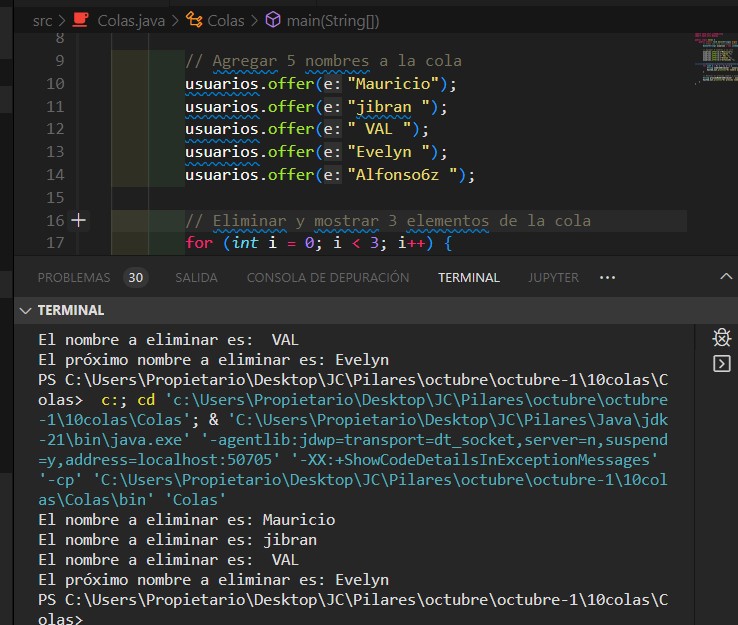 src > Colas.java > Colas > main(String[])
8
9 // Agregar 5 nombres a la cola
10 usuarios.offer(e: "Mauricio");
11 usuarios.offer(e: "jibran ");
12 usuarios.offer(e: " VAL ");
13 usuarios.offer(e: "Evelyn ");
14 usuarios.offer(e: "Alfonso6z ");
15
16 // Eliminar y mostrar 3 elementos de la cola
17 for (int i = 0; i < 3; i++) {
PROBLEMAS 30 SALIDA CONSOLA DE DEPURACIÓN TERMINAL JUPYTER ···
TERMINAL
El nombre a eliminar es:  VAL
El próximo nombre a eliminar es: Evelyn
PS C:\Users\Propietario\Desktop\JC\Pilares\octubre\octubre-1\10colas\C
olas>  c:; cd 'c:\Users\Propietario\Desktop\JC\Pilares\octubre\octubre
-1\10colas\Colas'; & 'C:\Users\Propietario\Desktop\JC\Pilares\Java\jdk
-21\bin\java.exe' '-agentlib:jdwp=transport=dt_socket,server=n,suspend
=y,address=localhost:50705' '-XX:+ShowCodeDetailsInExceptionMessages'
'-cp' 'C:\Users\Propietario\Desktop\JC\Pilares\octubre\octubre-1\10col
as\Colas\bin' 'Colas'
El nombre a eliminar es: Mauricio
El nombre a eliminar es: jibran
El nombre a eliminar es:  VAL
El próximo nombre a eliminar es: Evelyn
PS C:\Users\Propietario\Desktop\JC\Pilares\octubre\octubre-1\10colas\C
olas>